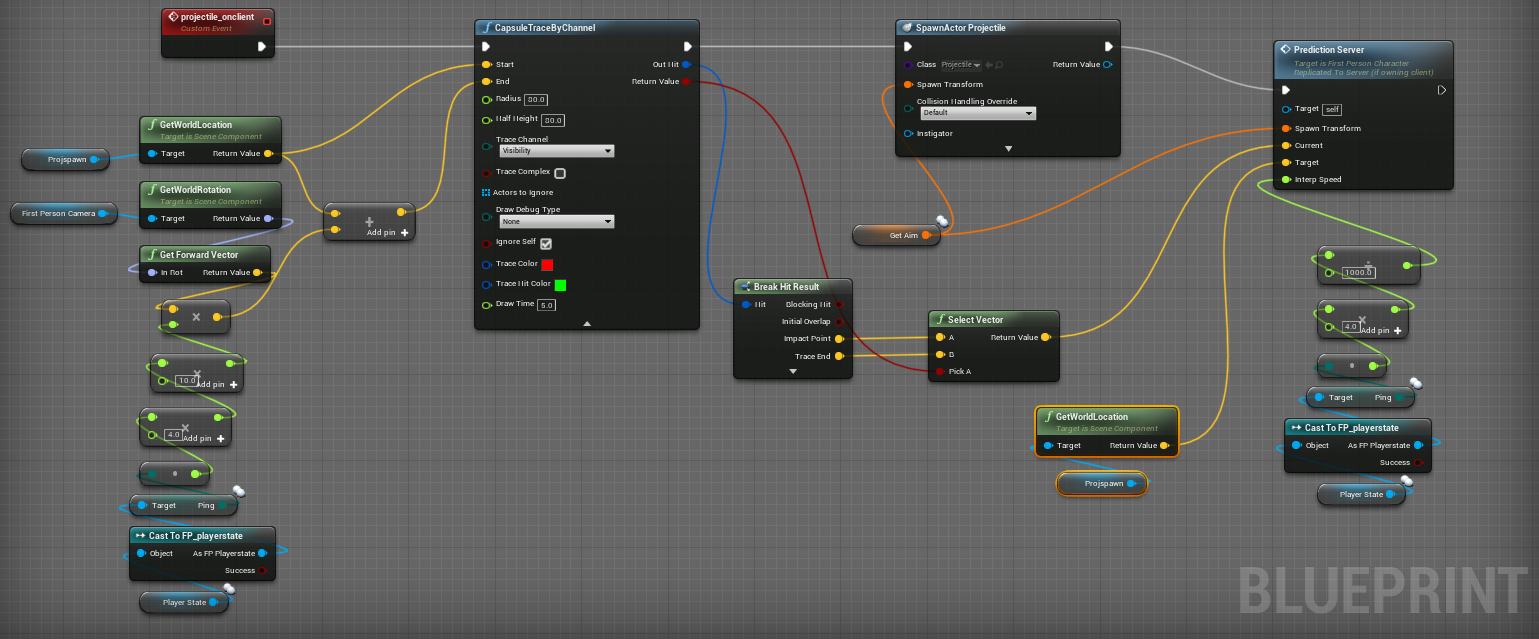 projectile_onclient
Custom Event
GetWorldLocation
Target is Scene Component
Target
Return Value
Projspawn
GetWorldRotation
Target is Scene Component
Target
Return Value
First Person Camera
Get Forward Vector
In Rot
Return Value
Add pin
10.0
Add pin
4.0
Add pin
Target
Ping
Cast To FP_playerstate
Object
As FP Playerstate
Success
Player State
CapsuleTraceByChannel
Start
Out Hit
End
Return Value
Radius
80.0
Half Height
80.0
Trace Channel
Visibility
Trace Complex
Actors to Ignore
Draw Debug Type
None
Ignore Self
Trace Color
Trace Hit Color
Draw Time
5.0
Break Hit Result
Hit
Blocking Hit
Initial Overlap
Impact Point
Trace End
SpawnActor Projectile
Class
Projectile
Return Value
Spawn Transform
Collision Handling Override
Default
Instigator
Get Aim
Select Vector
A
Return Value
B
Pick A
GetWorldLocation
Target is Scene Component
Target
Return Value
Projspawn
Prediction Server
Target is First Person Character
Replicated To Server (if owning client)
Target
self
Spawn Transform
Current
Target
Interp Speed
1000.0
4.0
Add pin
Target
Ping
Cast To FP_playerstate
Object
As FP Playerstate
Success
Player State
BLUEPRINT